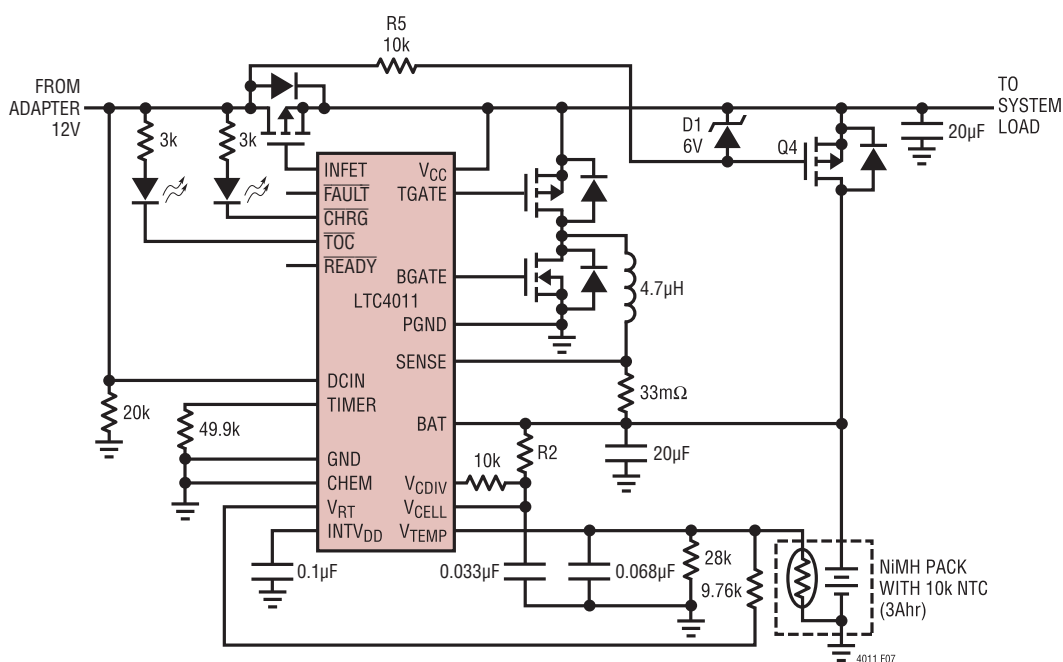 R5
10k
FROM
ADAPTER
12V
TO
SYSTEM
LOAD
3k
3k
D1
6V
Q4
20µF
INFET
FAULT
CHRG
TOC
READY
VCC
TGATE
BGATE
LTC4011
PGND
4.7µH
SENSE
33mΩ
DCIN
TIMER
BAT
20k
49.9k
R2
20µF
GND
CHEM
10k
VCDIV
VRT
VCELL
INTVDD
VTEMP
0.1µF
0.033µF
0.068µF
28k
9.76k
NiMH PACK
WITH 10k NTC
(3Ahr)
4011 F07